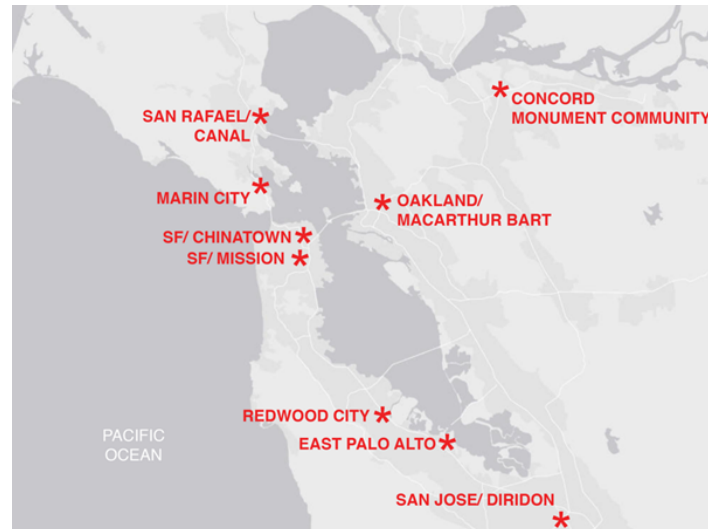 CONCORD
MONUMENT COMMUNITY
SAN RAFAEL/
CANAL
MARIN CITY
OAKLAND/
MACARTHUR BART
SF/ CHINATOWN
SF/ MISSION
REDWOOD CITY
EAST PALO ALTO
PACIFIC
OCEAN
SAN JOSE/ DIRIDON